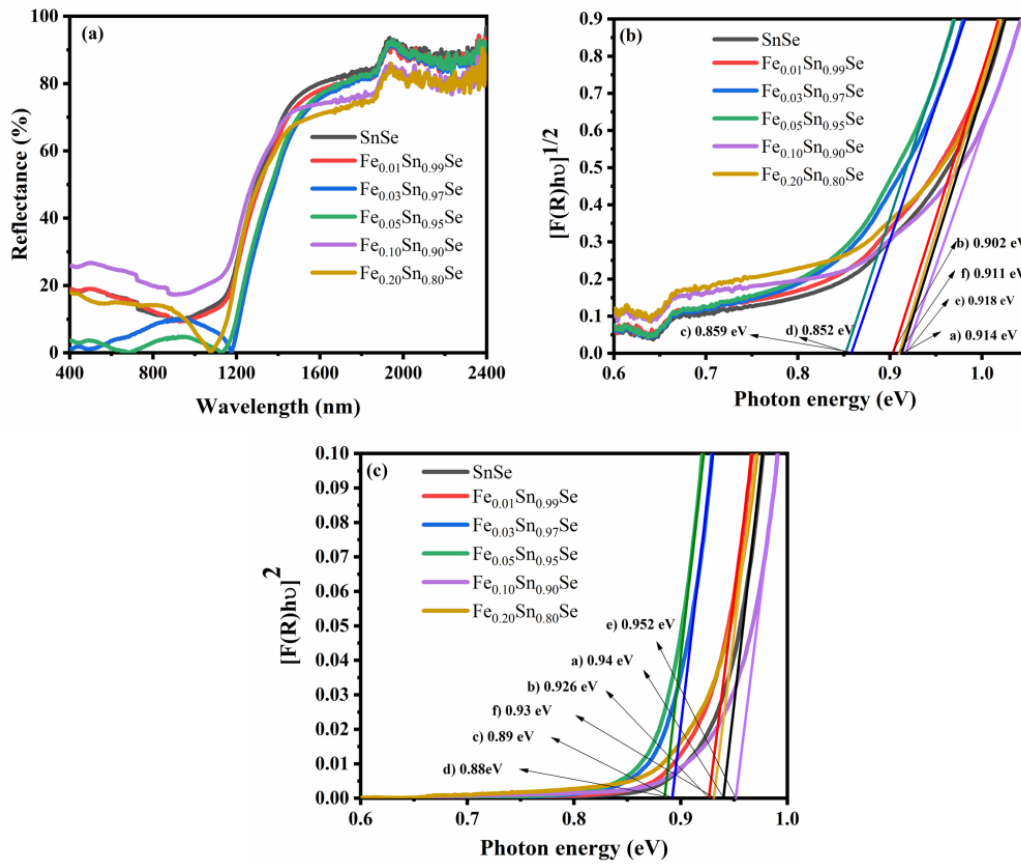 (a)
100
80
60
40
20
0
Reflectance (%)
SnSe
Fe0.01Sn0.99Se
Fe0.03Sn0.97Se
Fe0.05Sn0.95Se
Fe0.10Sn0.90Se
Fe0.20Sn0.80Se
400 800 1200 1600 2000 2400
Wavelength (nm)
(b)
0.9
0.8
0.7
0.6
0.5
0.4
0.3
0.2
0.1
0.0
[F(R)hυ]1/2
SnSe
Fe0.01Sn0.99Se
Fe0.03Sn0.97Se
Fe0.05Sn0.95Se
Fe0.10Sn0.90Se
Fe0.20Sn0.80Se
b) 0.902
f) 0.911 eV
e) 0.918 eV
a) 0.914 eV
c) 0.859 eV
d) 0.852 eV
0.6 0.7 0.8 0.9 1.0
Photon energy (eV)
(c)
0.10
0.09
0.08
0.07
0.06
0.05
0.04
0.03
0.02
0.01
0.00
[F(R)hυ]2
SnSe
Fe0.01Sn0.99Se
Fe0.03Sn0.97Se
Fe0.05Sn0.95Se
Fe0.10Sn0.90Se
Fe0.20Sn0.80Se
e) 0.952 eV
a) 0.94 eV
b) 0.926 eV
f) 0.93 eV
c) 0.89 eV
d) 0.88eV
0.6 0.7 0.8 0.9 1.0
Photon energy (eV)